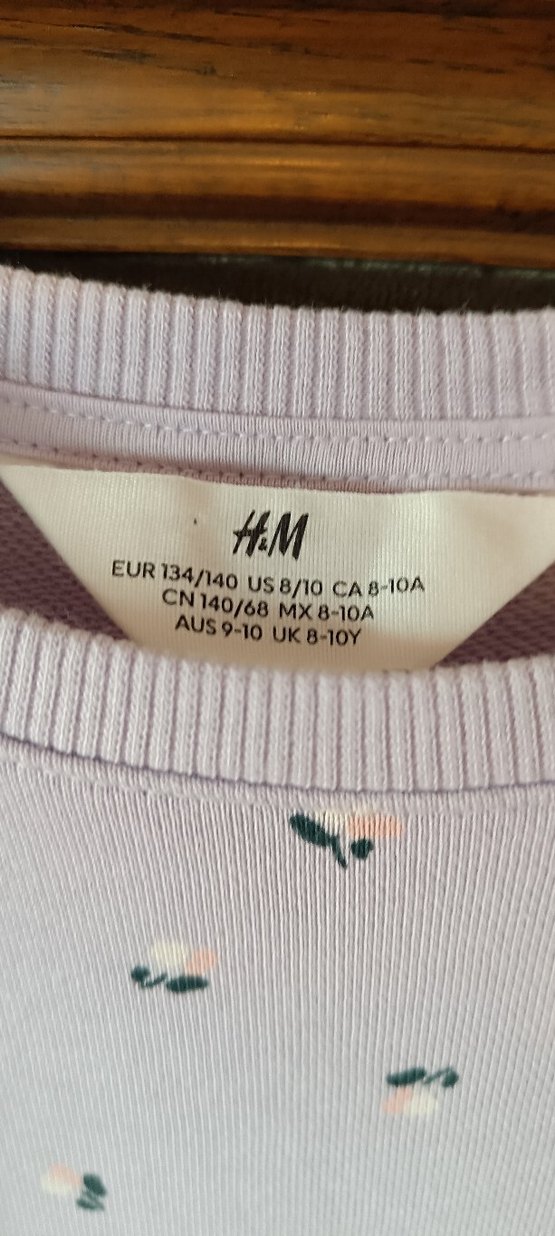 H&M
EUR 134/140 US 8/10 CA 8-10A
CN 140/68 MX 8-10A
AUS 9-10 UK 8-10Y